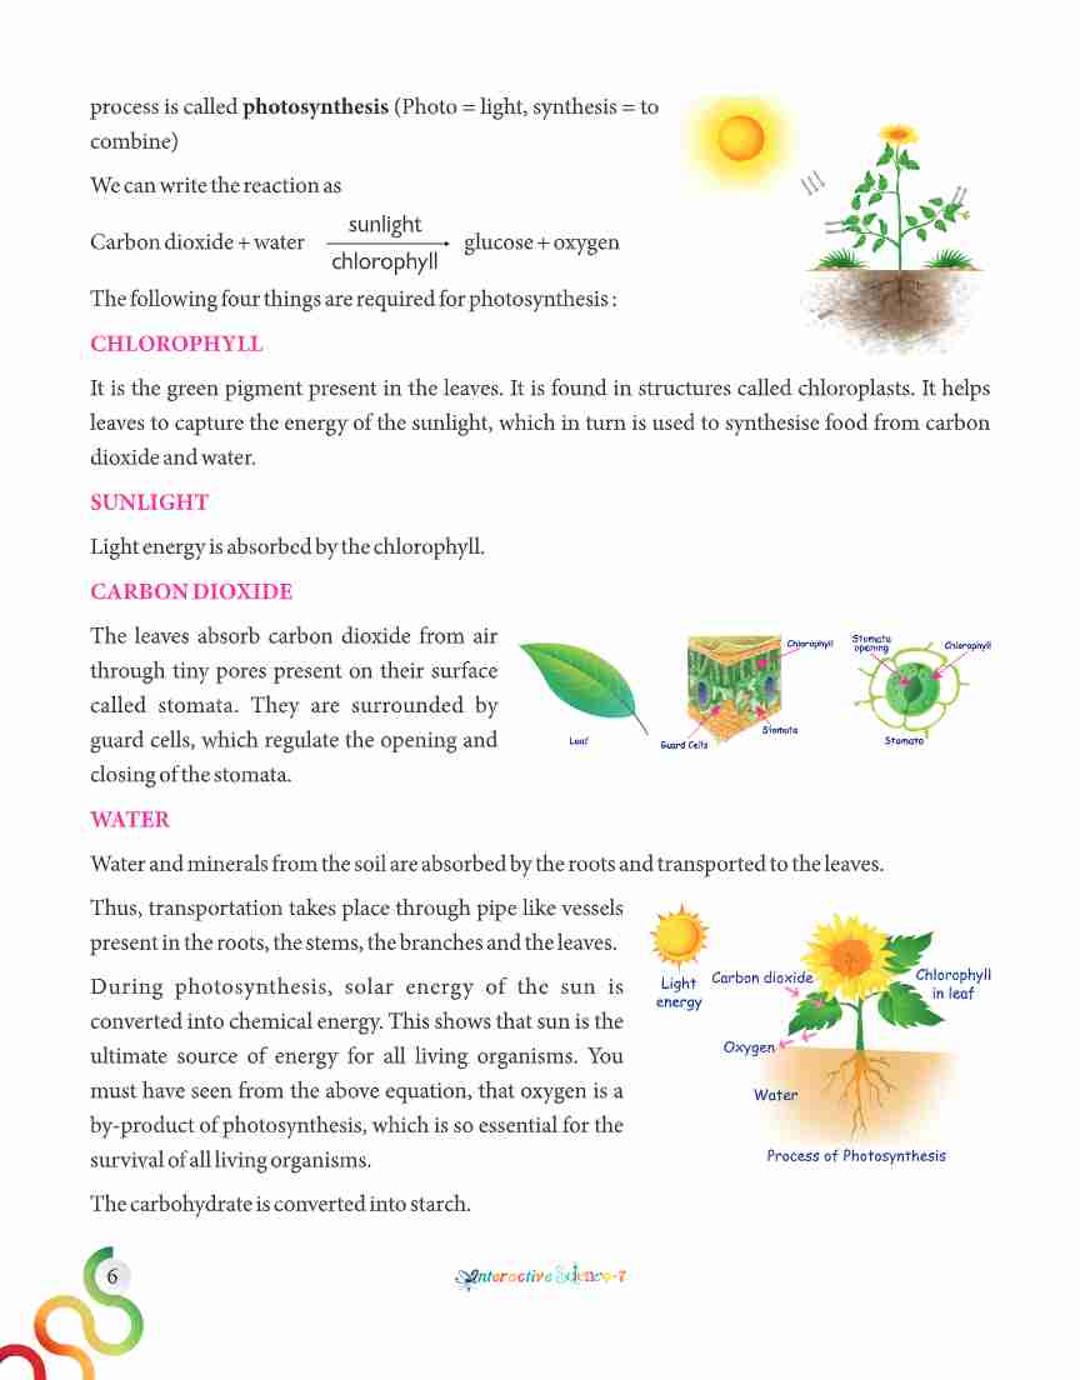 process is called photosynthesis (Photo = light, synthesis = to
combine)
We can write the reaction as
sunlight
Carbon dioxide + water glucose + oxygen
chlorophyll
The following four things are required for photosynthesis :
CHLOROPHYLL
It is the green pigment present in the leaves. It is found in structures called chloroplasts. It helps
leaves to capture the energy of the sunlight, which in turn is used to synthesise food from carbon
dioxide and water.
SUNLIGHT
Light energy is absorbed by the chlorophyll.
CARBON DIOXIDE
The leaves absorb carbon dioxide from air
through tiny pores present on their surface
called stomata. They are surrounded by
guard cells, which regulate the opening and
closing of the stomata.
Leaf
Chlorophyll
Guard Cells
Stomata
Stomata
opening
Chlorophyll
Stomato
WATER
Water and minerals from the soil are absorbed by the roots and transported to the leaves.
Thus, transportation takes place through pipe like vessels
present in the roots, the stems, the branches and the leaves.
During photosynthesis, solar energy of the sun is
converted into chemical energy. This shows that sun is the
ultimate source of energy for all living organisms. You
must have seen from the above equation, that oxygen is a
by-product of photosynthesis, which is so essential for the
survival of all living organisms.
The carbohydrate is converted into starch.
Light
energy
Carbon dioxide
Chlorophyll
in leaf
Oxygen
Water
Process of Photosynthesis
6
Interactive Science-7